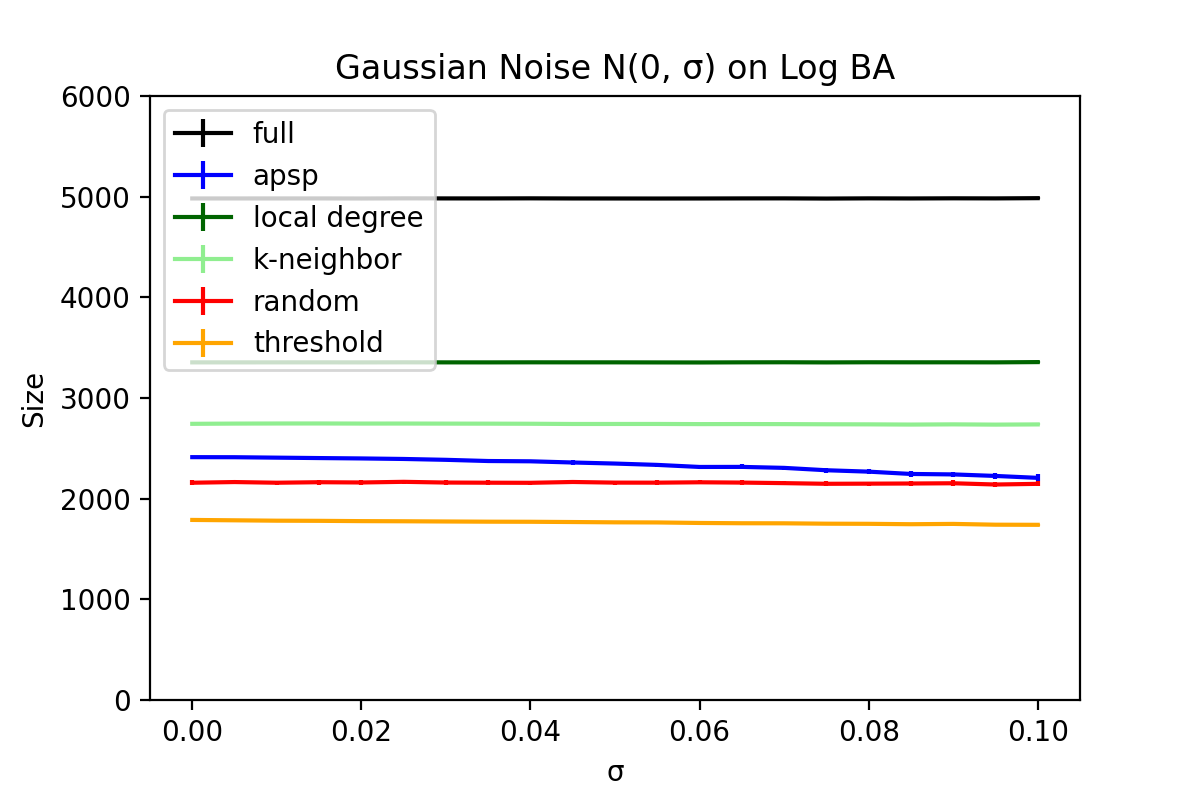 Gaussian Noise N(0, σ) on Log BA
6000
5000
4000
3000
2000
1000
0
Size
full
apsp
local degree
k-neighbor
random
threshold
0.00 0.02 0.04 0.06 0.08 0.10
σ